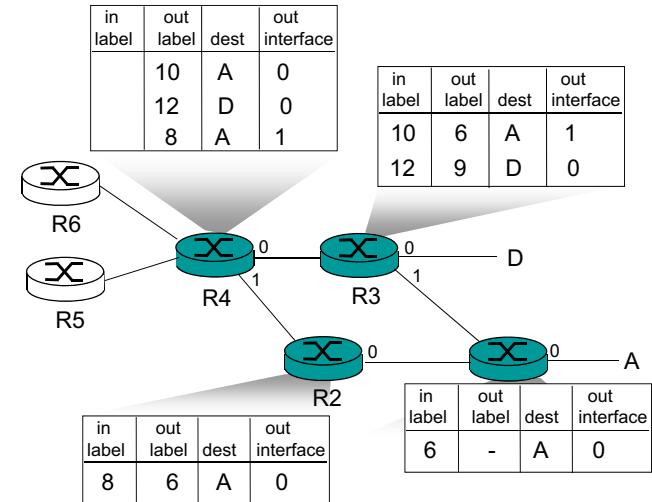 in out out
label label dest interface
10 A 0
12 D 0
8 A 1
in out out
label label dest interface
10 6 A 1
12 9 D 0
R6
0 0 D
R4 1 R3 1
R5
0 0 A
R2
in out out
label label dest interface
6 - A 0
in out out
label label dest interface
8 6 A 0